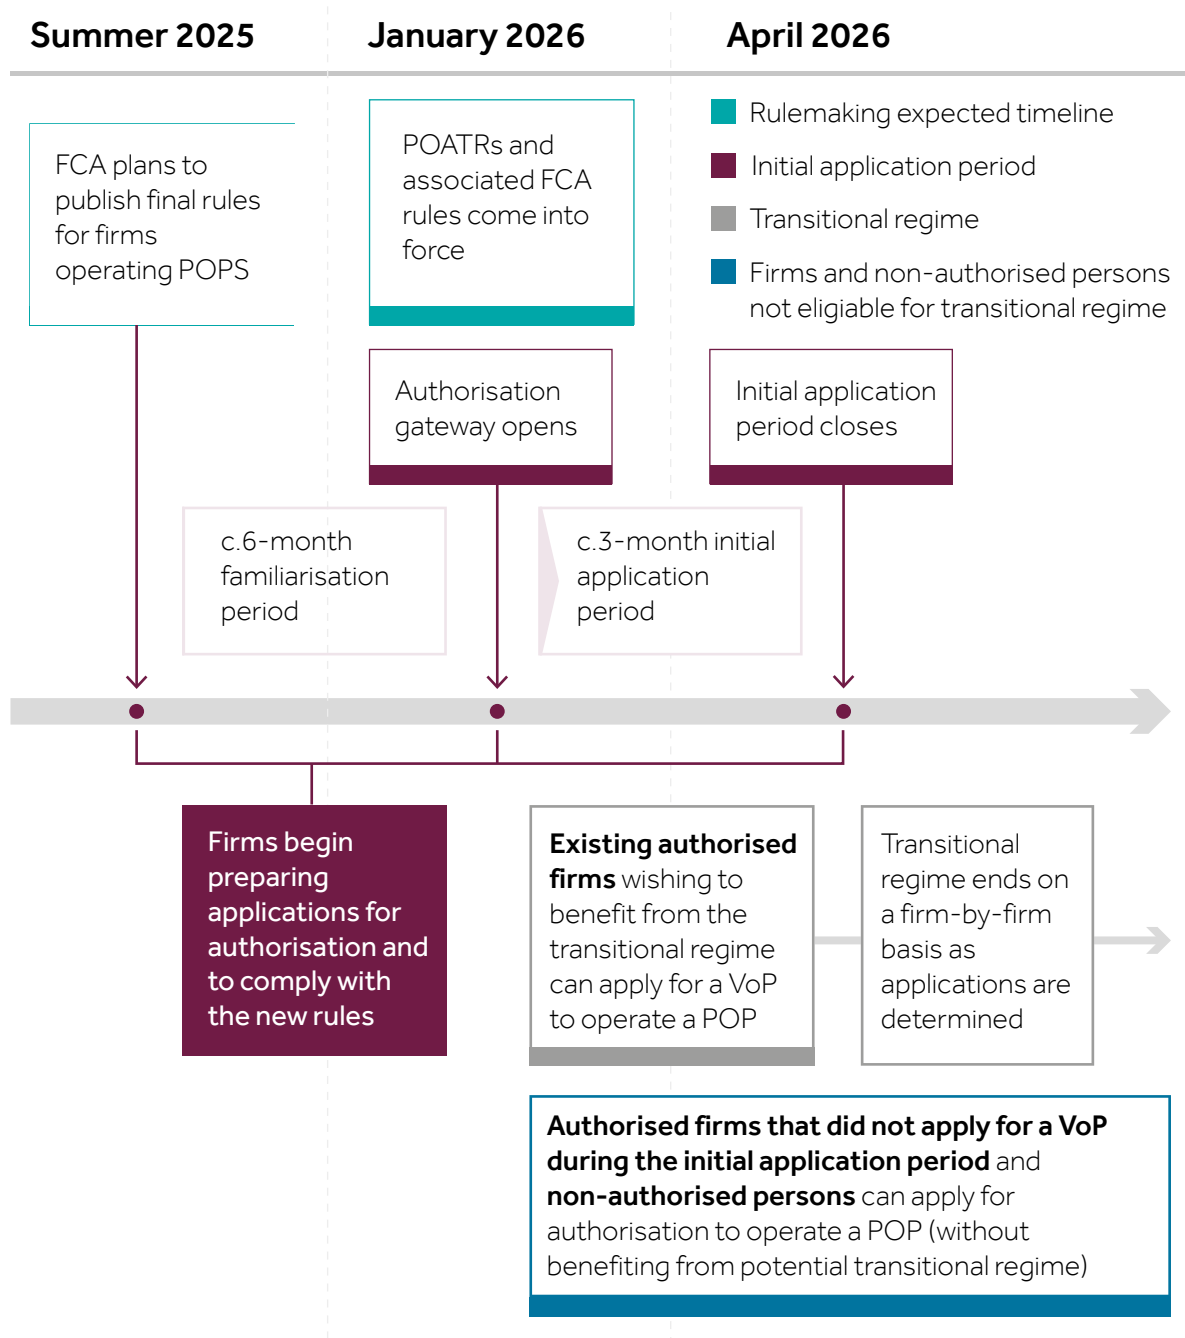 Summer 2025
January 2026
April 2026
FCA plans to
publish final rules
for firms
operating POPS
POATRs and
associated FCA
rules come into
force
Rulemaking expected timeline
Initial application period
Transitional regime
Firms and non-authorised persons
not eligiable for transitional regime
Authorisation
gateway opens
Initial application
period closes
c.6-month
familiarisation
period
c.3-month initial
application
period
Firms begin
preparing
applications for
authorisation and
to comply with
the new rules
Existing authorised
firms wishing to
benefit from the
transitional regime
can apply for a VoP
to operate a POP
Transitional
regime ends on
a firm-by-firm
basis as
applications are
determined
Authorised firms that did not apply for a VoP
during the initial application period and
non-authorised persons can apply for
authorisation to operate a POP (without
benefiting from potential transitional regime)